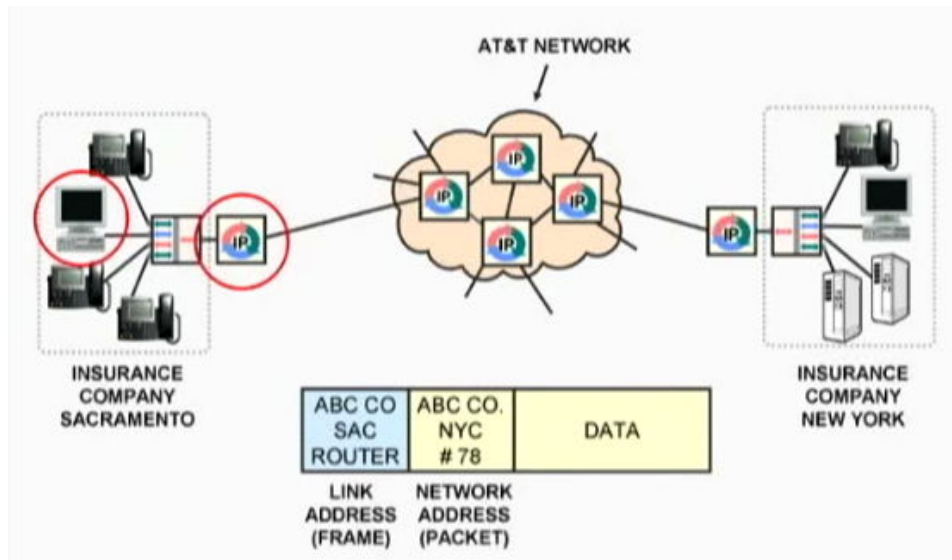 AT&T NETWORK
IP
IP
IP
IP
IP
IP
INSURANCE
COMPANY
SACRAMENTO
INSURANCE
COMPANY
NEW YORK
ABC CO
SAC
ROUTER
ABC CO.
NYC
# 78
DATA
LINK
ADDRESS
(FRAME)
NETWORK
ADDRESS
(PACKET)